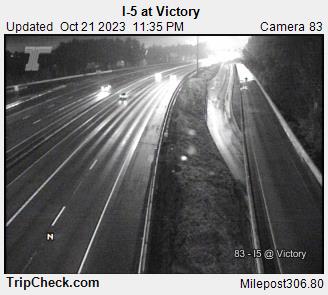 I-5 at Victory
Updated Oct 21 2023 11:35 PM Camera 83
T
N
83 - I5 @ Victory
TripCheck.com Milepost306.80